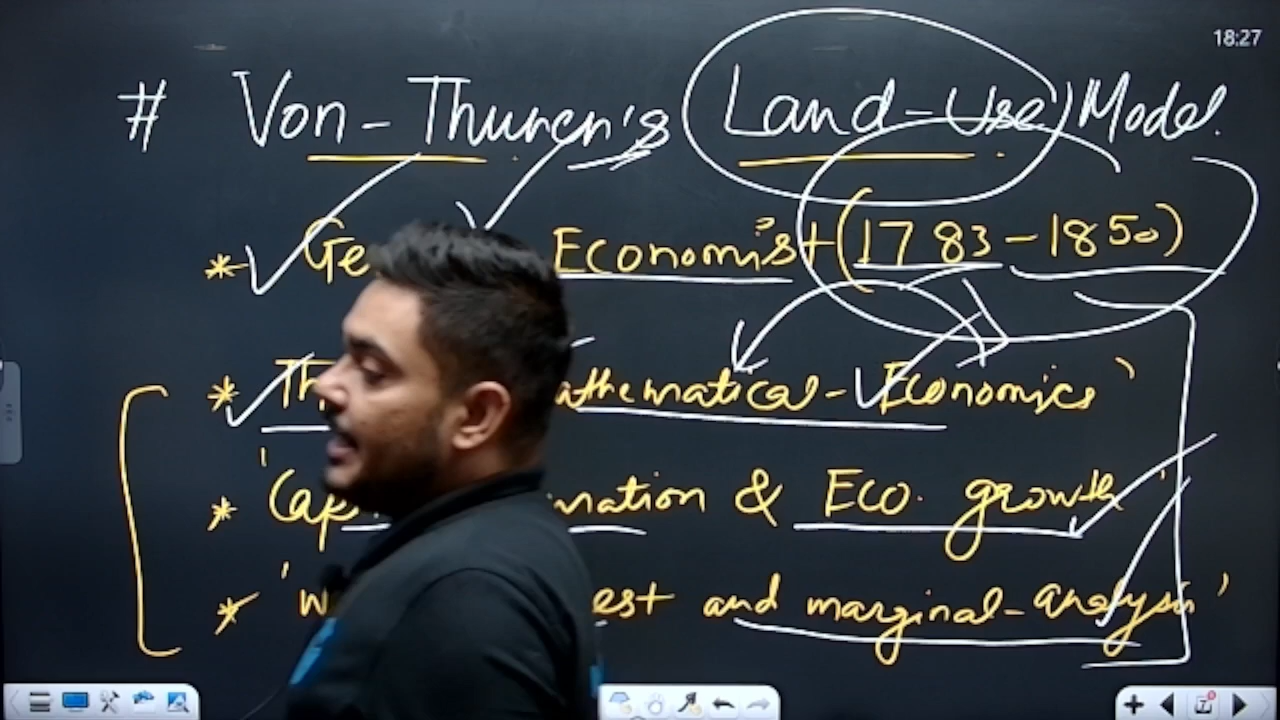 18:27
# Von-Thunen's (Land-Use) Model.
* Ge Economist (1783-1850)
* Th athematical-Economics'
* 'Cap mation & Eco. growth'
* 'w est and marginal-analysis'